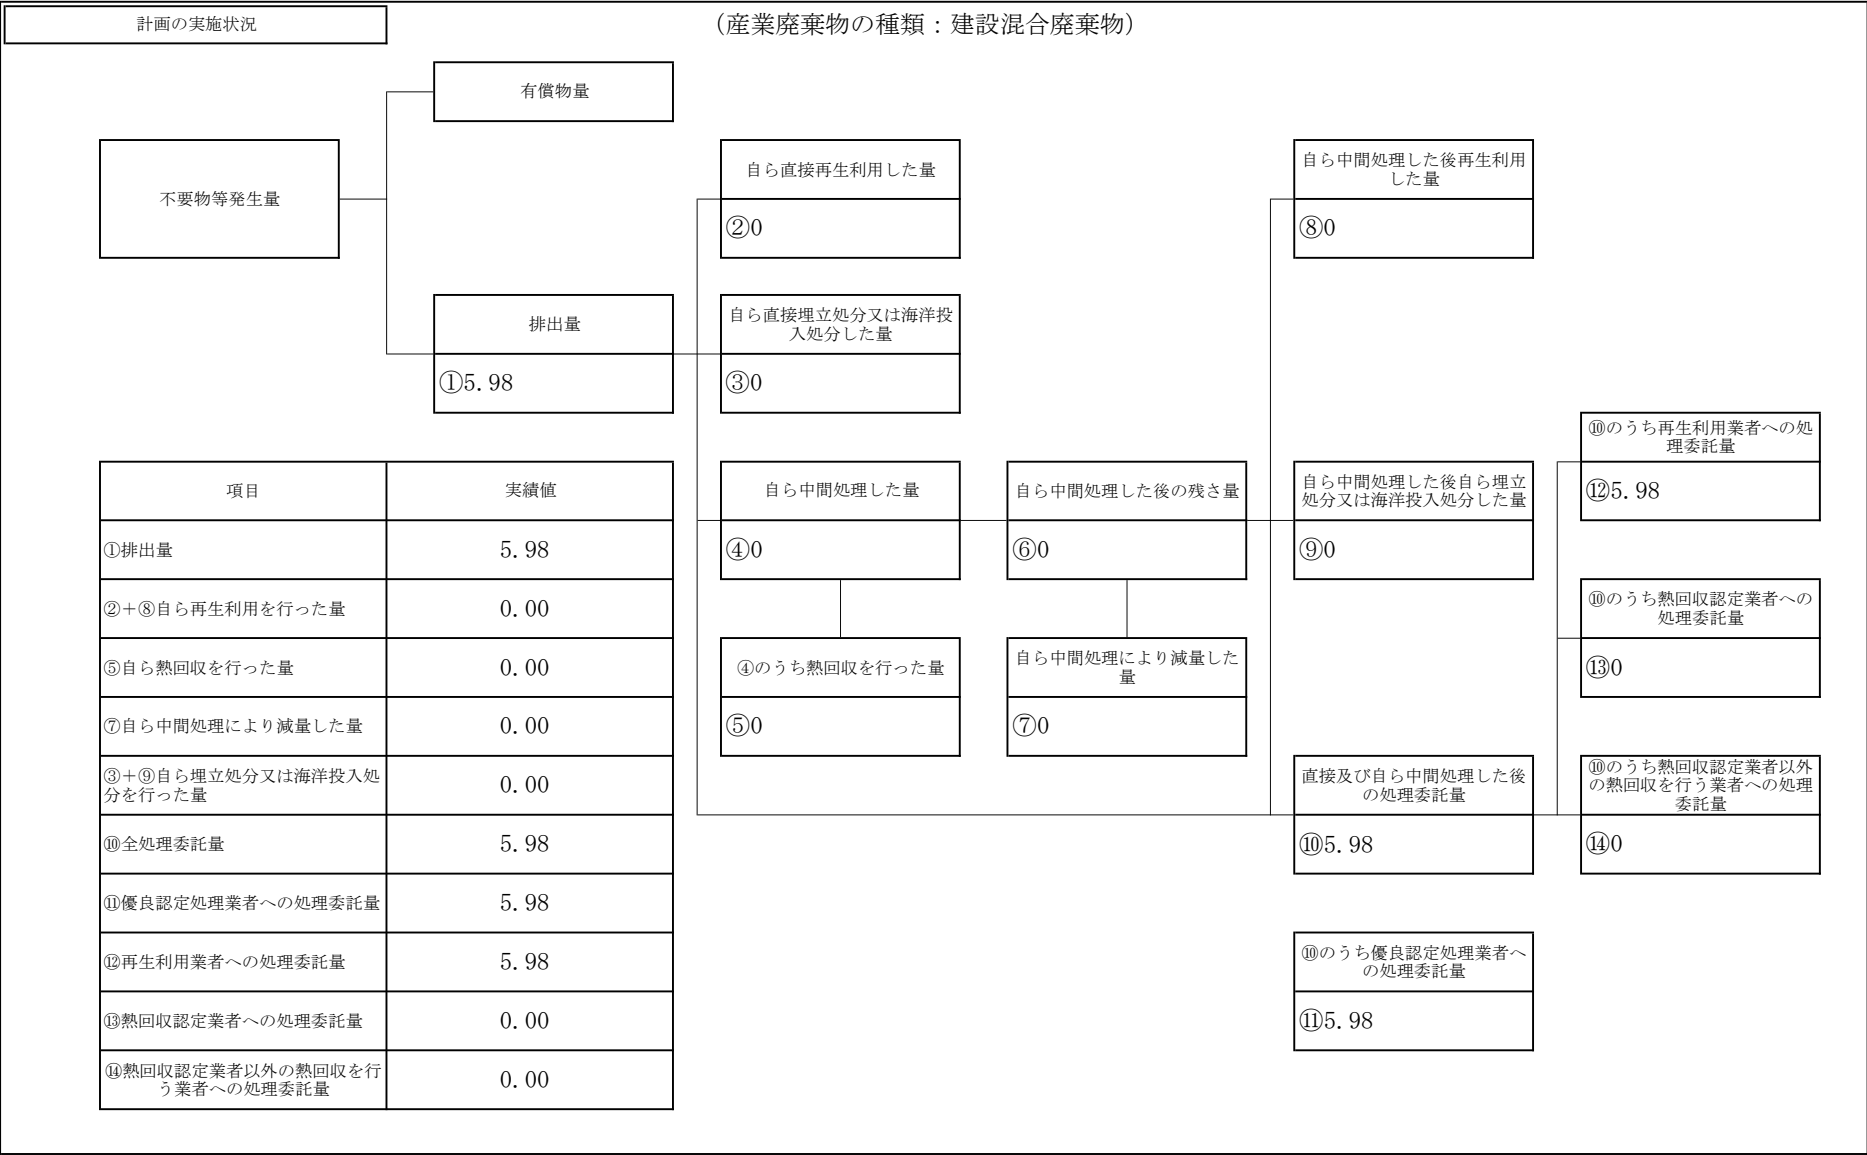 計画の実施状況
（産業廃棄物の種類：建設混合廃棄物）
有償物量
不要物等発生量
排出量
①5.98
自ら直接再生利用した量
②0
自ら直接埋立処分又は海洋投
入処分した量
③0
自ら中間処理した量
④0
④のうち熱回収を行った量
⑤0
自ら中間処理した後の残さ量
⑥0
自ら中間処理により減量した
量
⑦0
自ら中間処理した後再生利用
した量
⑧0
自ら中間処理した後自ら埋立
処分又は海洋投入処分した量
⑨0
直接及び自ら中間処理した後
の処理委託量
⑩5.98
⑩のうち優良認定処理業者へ
の処理委託量
⑪5.98
⑩のうち再生利用業者への処
理委託量
⑫5.98
⑩のうち熱回収認定業者への
処理委託量
⑬0
⑩のうち熱回収認定業者以外
の熱回収を行う業者への処理
委託量
⑭0
項目 実績値
①排出量 5.98
②＋⑧自ら再生利用を行った量 0.00
⑤自ら熱回収を行った量 0.00
⑦自ら中間処理により減量した量 0.00
③＋⑨自ら埋立処分又は海洋投入処
分を行った量 0.00
⑩全処理委託量 5.98
⑪優良認定処理業者への処理委託量 5.98
⑫再生利用業者への処理委託量 5.98
⑬熱回収認定業者への処理委託量 0.00
⑭熱回収認定業者以外の熱回収を行
う業者への処理委託量 0.00